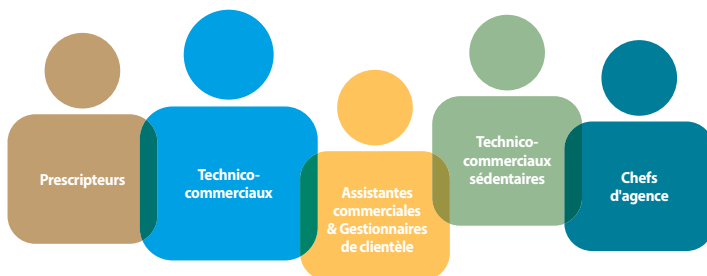 Prescripteurs
Technico-
commerciaux
Assistantes
commerciales
& Gestionnaires
de clientèle
Technico-
commerciaux
sédentaires
Chefs
d'agence